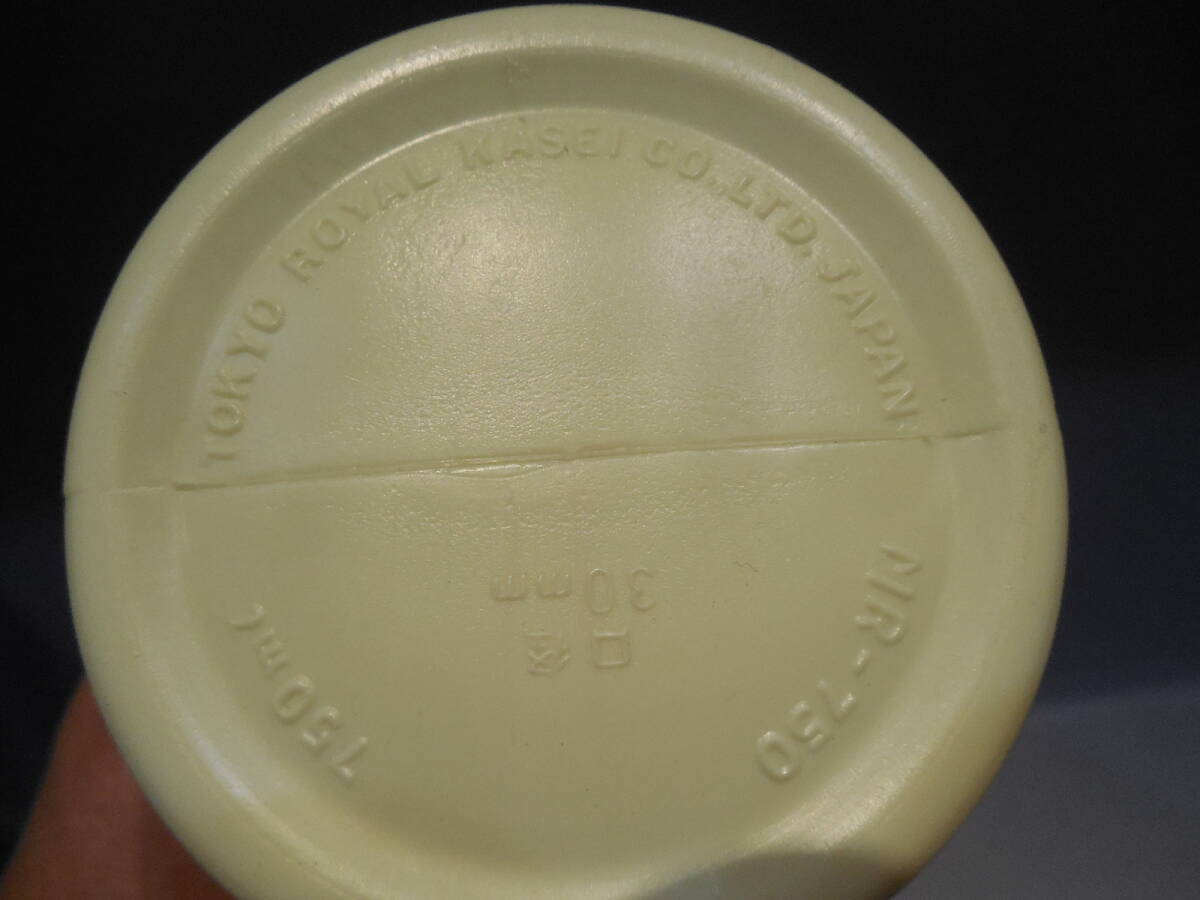 TOKYO ROYAL KASEI CO.,LTD. JAPAN.
NR-750
750ml
口径
30mm